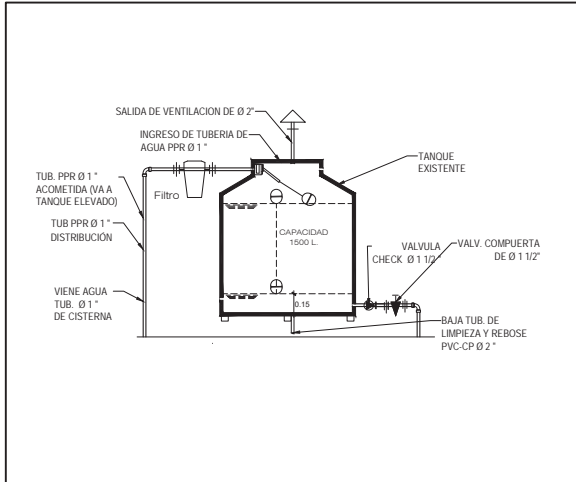 SALIDA DE VENTILACION DE Ø 2"
INGRESO DE TUBERIA DE
AGUA PPR Ø 1 "
TANQUE
EXISTENTE
TUB. PPR Ø 1 "
ACOMETIDA (VA A
TANQUE ELEVADO)
Filtro
TUB PPR Ø 1 "
DISTRIBUCIÓN
CAPACIDAD
1500 L.
VALVULA
CHECK Ø 1 1/2"
VALV. COMPUERTA
DE Ø 1 1/2"
VIENE AGUA
TUB. Ø 1 "
DE CISTERNA
0.15
BAJA TUB. DE
LIMPIEZA Y REBOSE
PVC-CP Ø 2 "